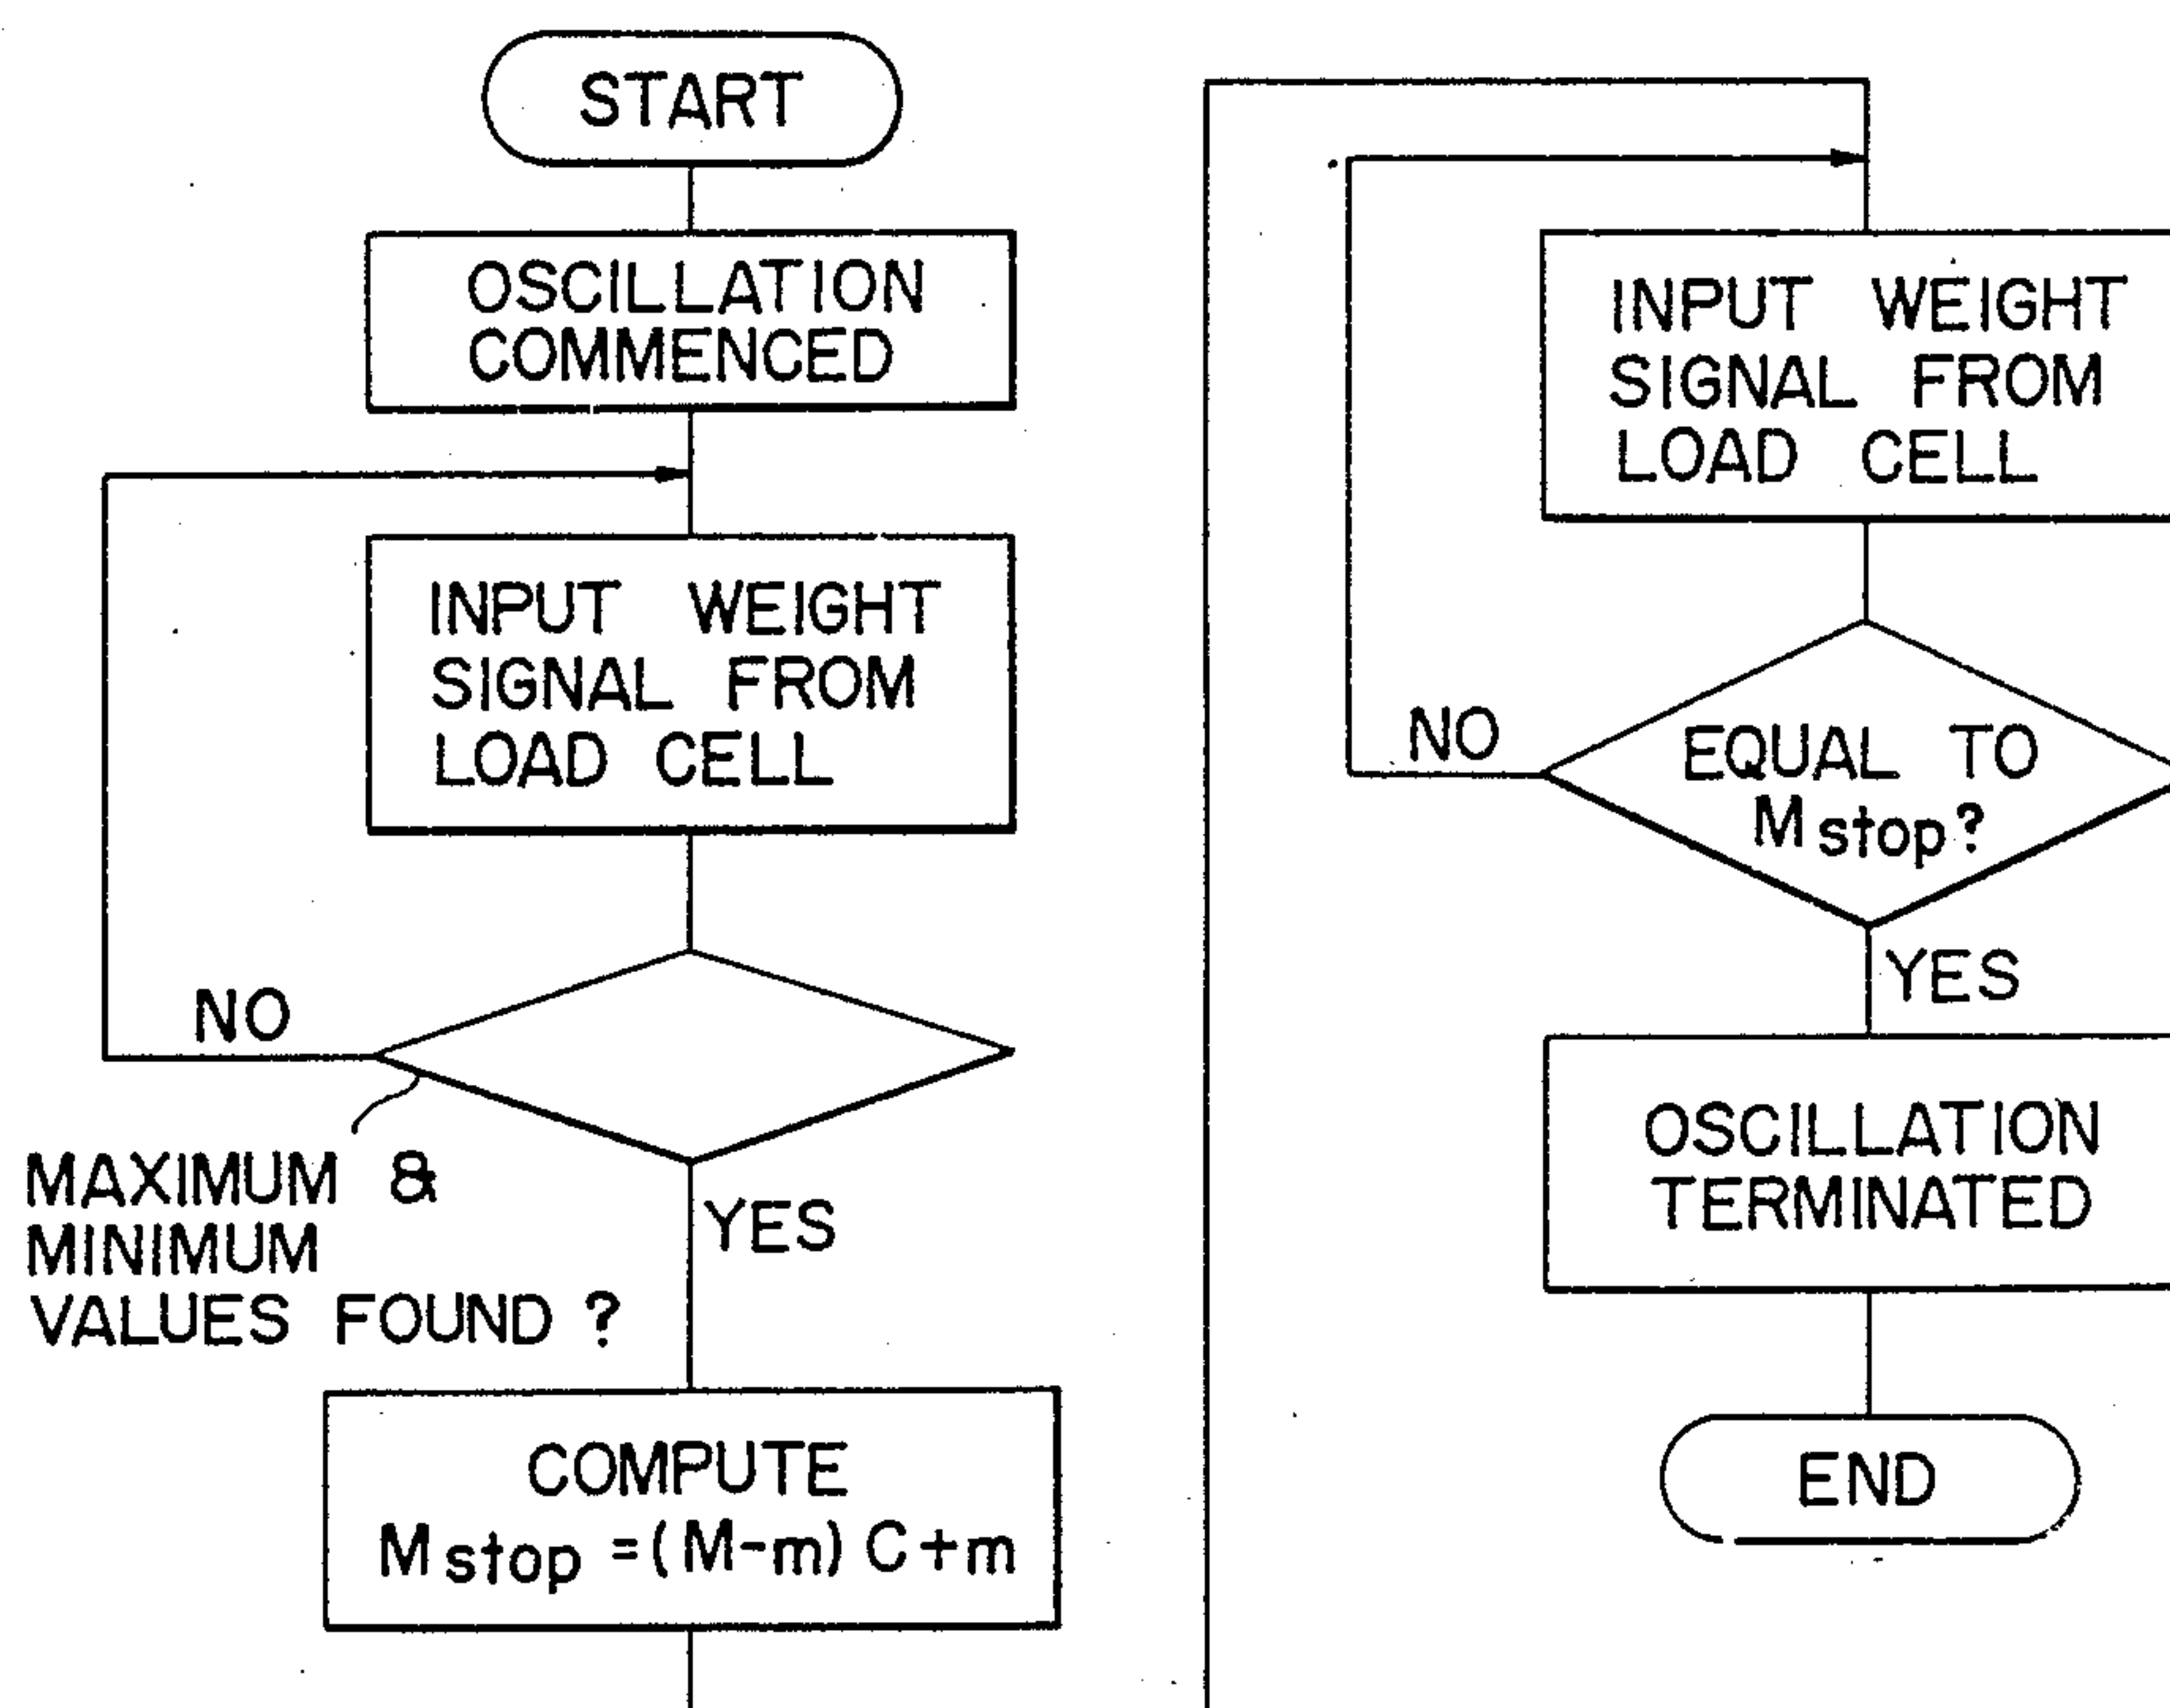 START
OSCILLATION
COMMENCED
INPUT WEIGHT
SIGNAL FROM
LOAD CELL
NO
MAXIMUM &
MINIMUM
VALUES FOUND ?
YES
COMPUTE
Mstop =(M-m) C+m
INPUT WEIGHT
SIGNAL FROM
LOAD CELL
NO
EQUAL TO
Mstop?
YES
OSCILLATION
TERMINATED
END